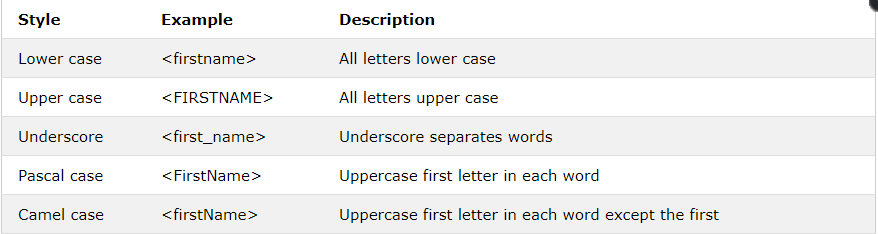 Style Example Description
Lower case <firstname> All letters lower case
Upper case <FIRSTNAME> All letters upper case
Underscore <first_name> Underscore separates words
Pascal case <FirstName> Uppercase first letter in each word
Camel case <firstName> Uppercase first letter in each word except the first